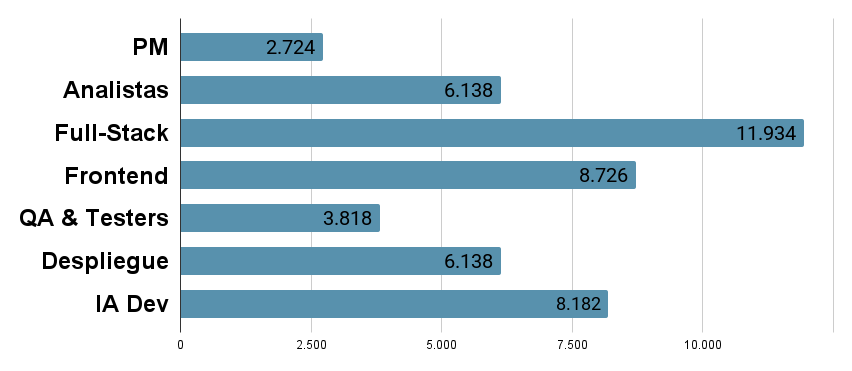 PM 2.724
Analistas 6.138
Full-Stack 11.934
Frontend 8.726
QA & Testers 3.818
Despliegue 6.138
IA Dev 8.182
0 2.500 5.000 7.500 10.000